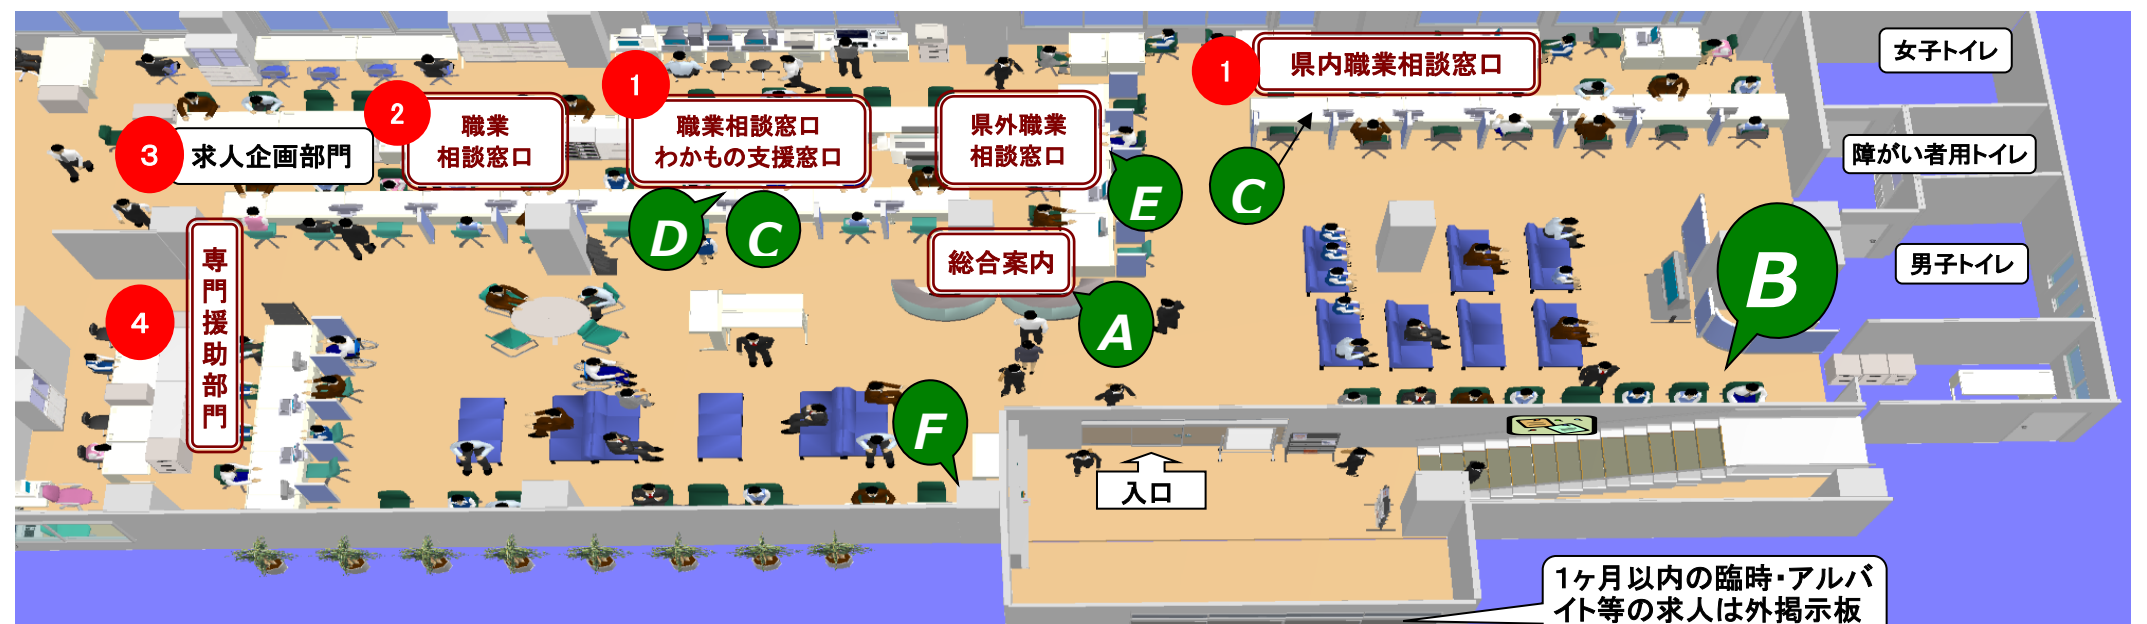 女子トイレ
1
県内職業相談窓口
1
職業相談窓口
わかもの支援窓口
県外職業
相談窓口
2
職業
相談窓口
3
求人企画部門
障がい者用トイレ
E
C
D
C
専門援助部門
総合案内
男子トイレ
B
A
4
F
入口
1ヶ月以内の臨時・アルバ
イト等の求人は外掲示板